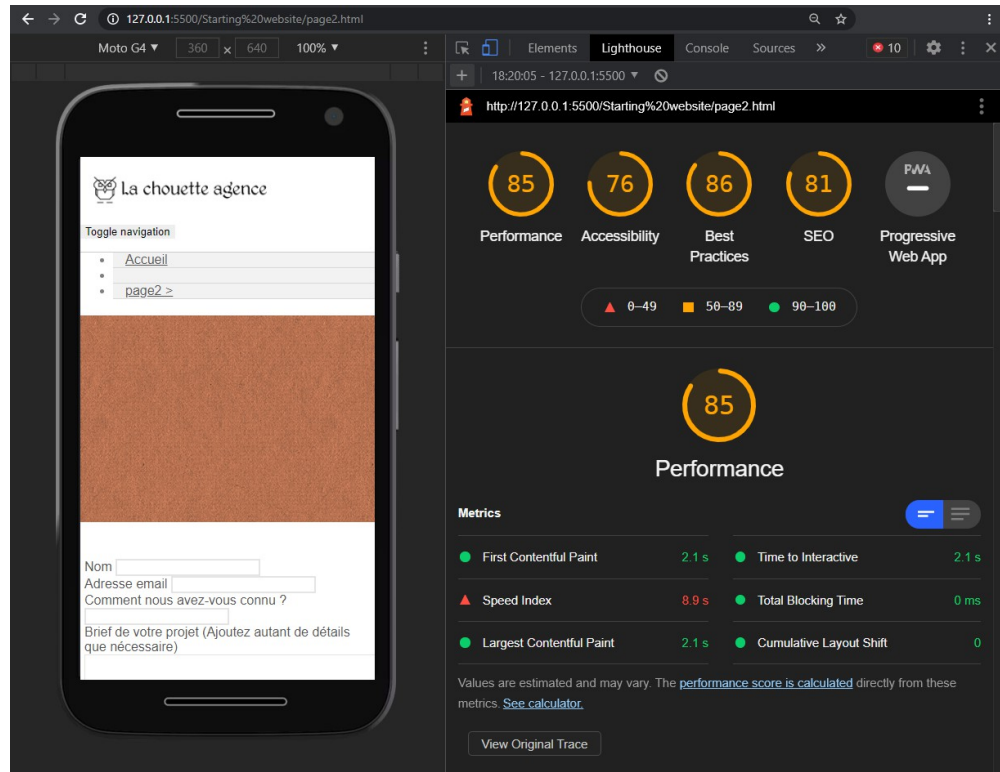 127.0.0.1:5500/Starting%20website/page2.html
Moto G4 ▼ 360 x 640 100% ▼
Elements Lighthouse Console Sources » 10
+ 18:20:05 - 127.0.0.1:5500 ▼
http://127.0.0.1:5500/Starting%20website/page2.html
La chouette agence
Toggle navigation
Accueil
page2 >
Nom
Adresse email
Comment nous avez-vous connu ?
Brief de votre projet (Ajoutez autant de détails
que nécessaire)
85 76 86 81 PWA
Performance Accessibility Best
Practices SEO Progressive
Web App
0–49 50–89 90–100
85
Performance
Metrics
First Contentful Paint 2.1 s
Time to Interactive 2.1 s
Speed Index 8.9 s
Total Blocking Time 0 ms
Largest Contentful Paint 2.1 s
Cumulative Layout Shift 0
Values are estimated and may vary. The performance score is calculated directly from these
metrics. See calculator.
View Original Trace